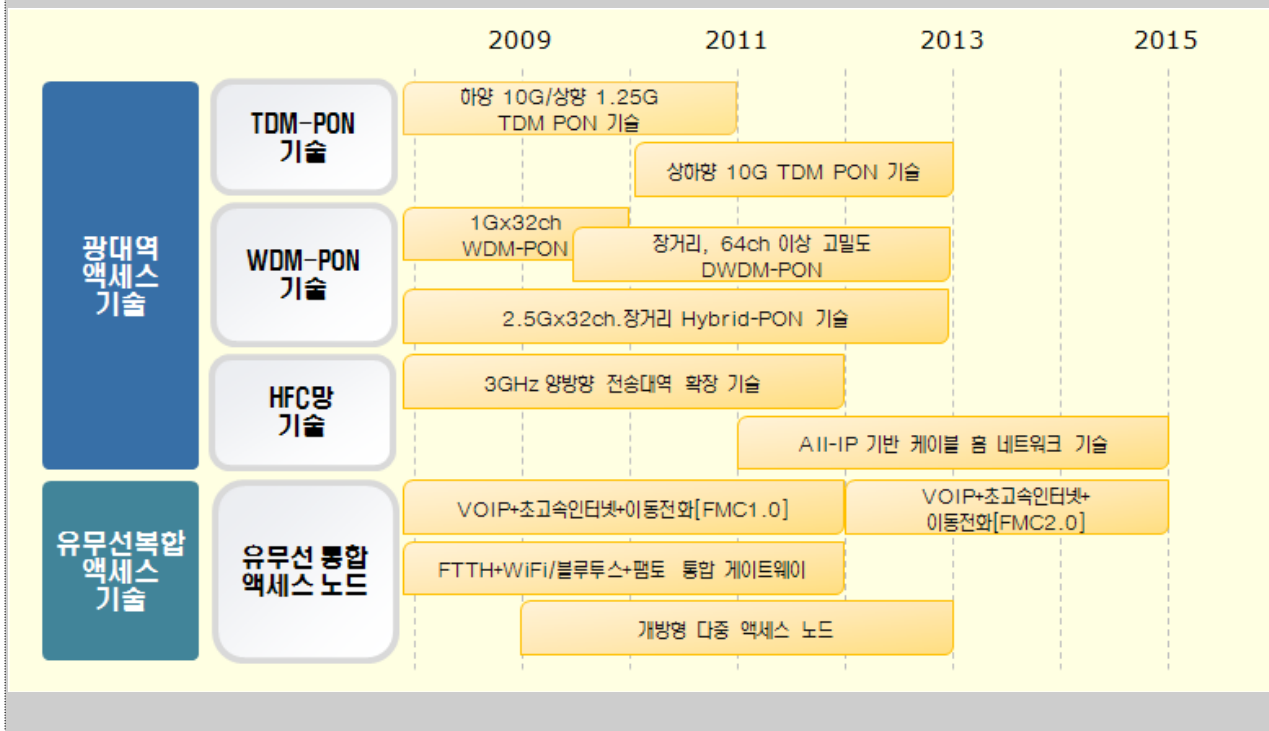 2009 2011 2013 2015
광대역
액세스
기술
TDM-PON
기술
하양 10G/상향 1.25G
TDM PON 기술
상하향 10G TDM PON 기술
WDM-PON
기술
1Gx32ch
WDM-PON
장거리, 64ch 이상 고밀도
DWDM-PON
2.5Gx32ch.장거리 Hybrid-PON 기술
HFC망
기술
3GHz 양방향 전송대역 확장 기술
All-IP 기반 케이블 홈 네트워크 기술
유무선복합
액세스
기술
유무선 통합
액세스 노드
VOIP+초고속인터넷+이동전화[FMC1.0]
VOIP+초고속인터넷+
이동전화[FMC2.0]
FTTH+WiFi/블루투스+팸토 통합 게이트웨이
개방형 다중 액세스 노드